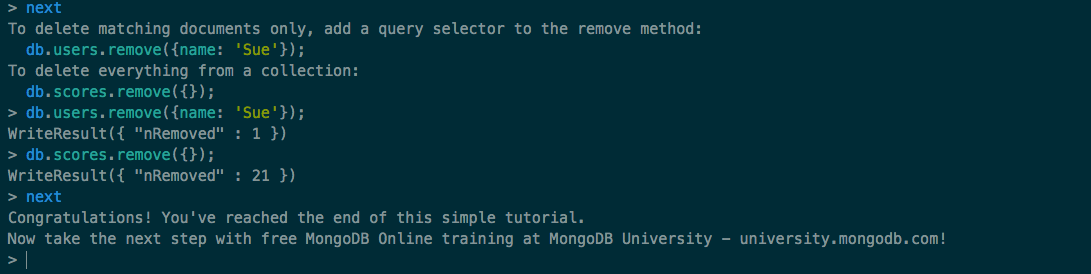 > next
To delete matching documents only, add a query selector to the remove method:
  db.users.remove({name: 'Sue'});
To delete everything from a collection:
  db.scores.remove({});
> db.users.remove({name: 'Sue'});
WriteResult({ "nRemoved" : 1 })
> db.scores.remove({});
WriteResult({ "nRemoved" : 21 })
> next
Congratulations! You've reached the end of this simple tutorial.
Now take the next step with free MongoDB Online training at MongoDB University - university.mongodb.com!
>